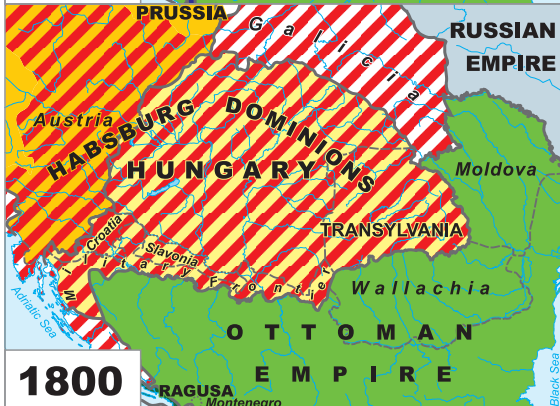 PRUSSIA
Galicia
RUSSIAN
EMPIRE
Austria
HABSBURG DOMINIONS
HUNGARY
Moldova
TRANSYLVANIA
Croatia
Slavonia
Military Frontier
Wallachia
Adriatic Sea
OTTOMAN
EMPIRE
Black Sea
1800
RAGUSA
Montenegro